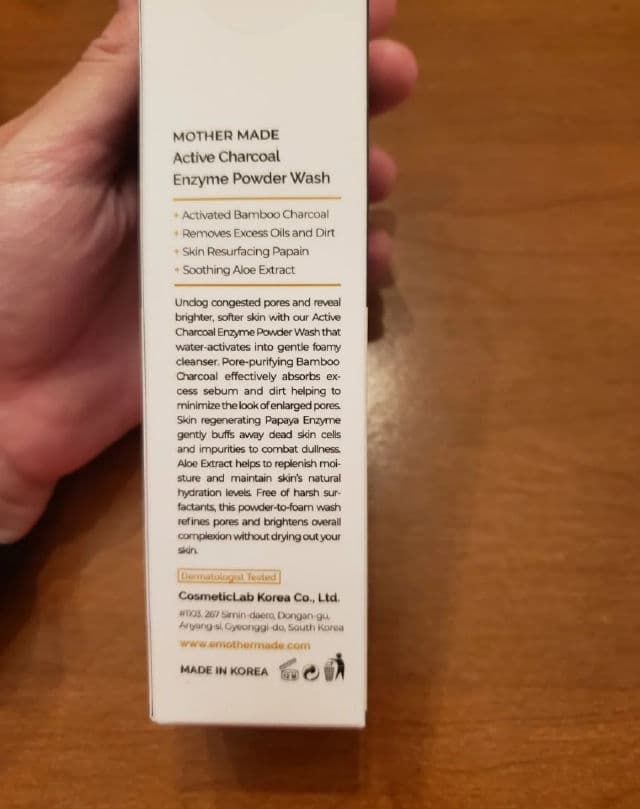 MOTHER MADE
Active Charcoal
Enzyme Powder Wash
+ Activated Bamboo Charcoal
+ Removes Excess Oils and Dirt
+ Skin Resurfacing Papain
+ Soothing Aloe Extract
Unclog congested pores and reveal
brighter, softer skin with our Active
Charcoal Enzyme Powder Wash that
water-activates into gentle foamy
cleanser. Pore-purifying Bamboo
Charcoal effectively absorbs ex-
cess sebum and dirt helping to
minimize the look of enlarged pores.
Skin regenerating Papaya Enzyme
gently buffs away dead skin cells
and impurities to combat dullness.
Aloe Extract helps to replenish moi-
sture and maintain skin's natural
hydration levels. Free of harsh sur-
factants, this powder-to-foam wash
refines pores and brightens overall
complexion without drying out your
skin.
Dermatologist Tested
CosmeticLab Korea Co., Ltd.
#1103, 267 Simin-daero, Dongan-gu,
Anyang-si, Gyeonggi-do, South Korea
www.emothermade.com
MADE IN KOREA